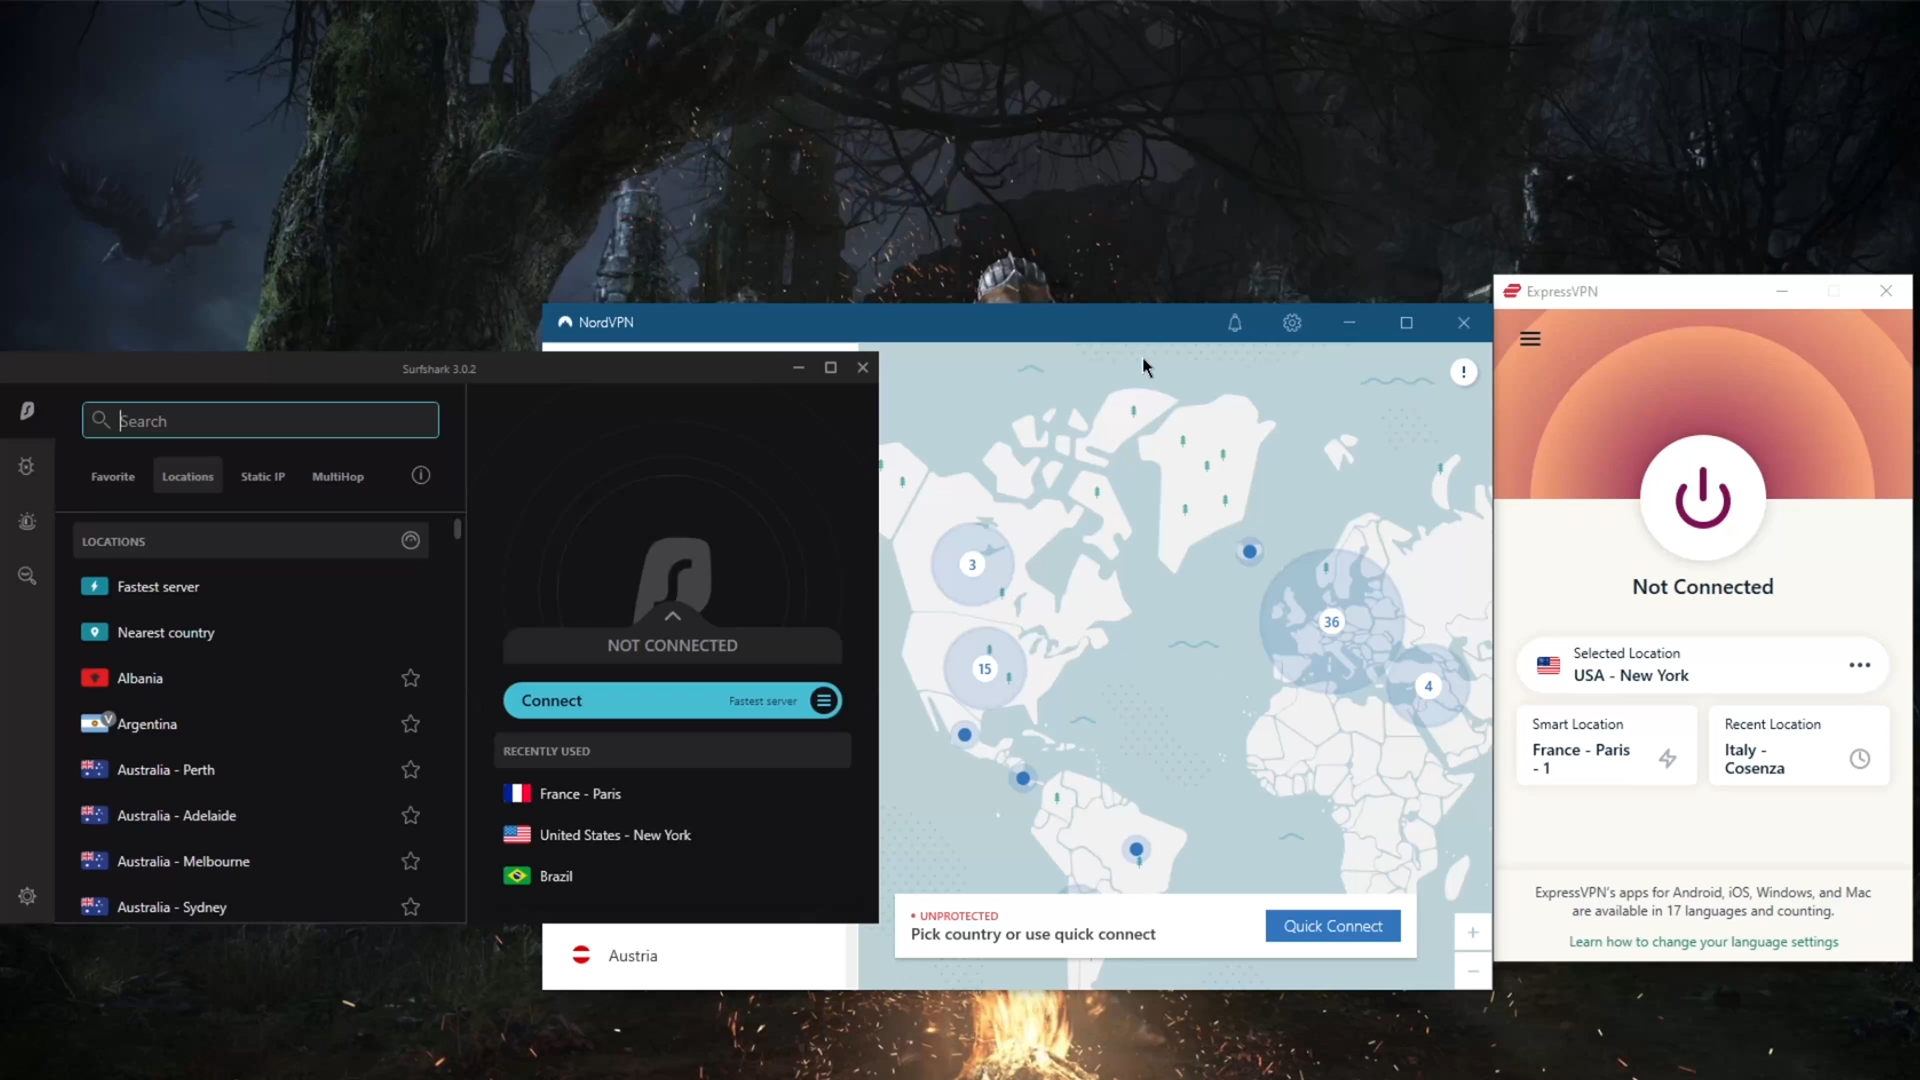 Surfshark 3.0.2
Search
Favorite
Locations
Static IP
MultiHop
LOCATIONS
Fastest server
Nearest country
Albania
V
Argentina
Australia - Perth
Australia - Adelaide
Australia - Melbourne
Australia - Sydney
NOT CONNECTED
Connect
Fastest server
RECENTLY USED
France - Paris
United States - New York
Brazil
NordVPN
!
3
15
36
4
UNPROTECTED
Pick country or use quick connect
Quick Connect
Austria
ExpressVPN
Not Connected
Selected Location
USA - New York
Smart Location
France - Paris
- 1
Recent Location
Italy -
Cosenza
ExpressVPN's apps for Android, iOS, Windows, and Mac
are available in 17 languages and counting.
Learn how to change your language settings